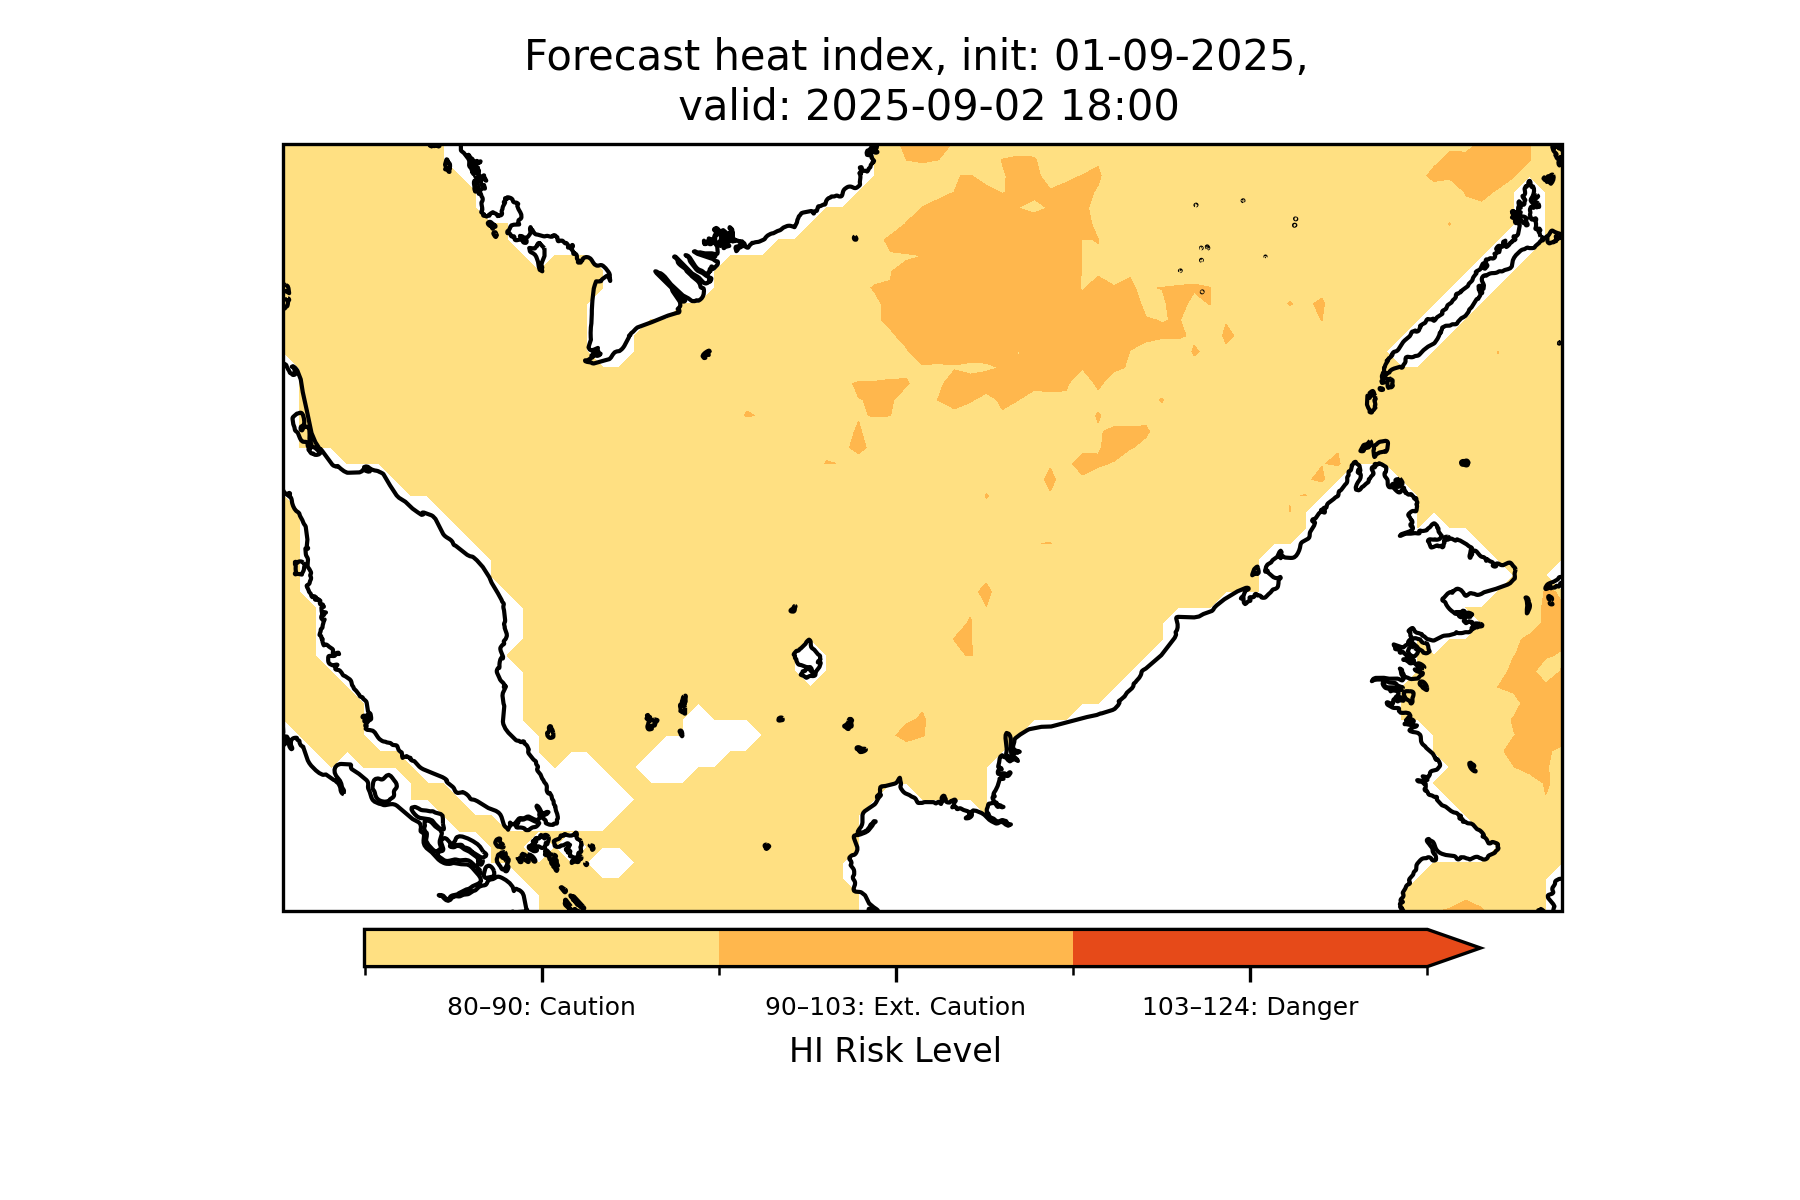 Forecast heat index, init: 01-09-2025,
valid: 2025-09-02 18:00
80–90: Caution
90–103: Ext. Caution
103–124: Danger
HI Risk Level